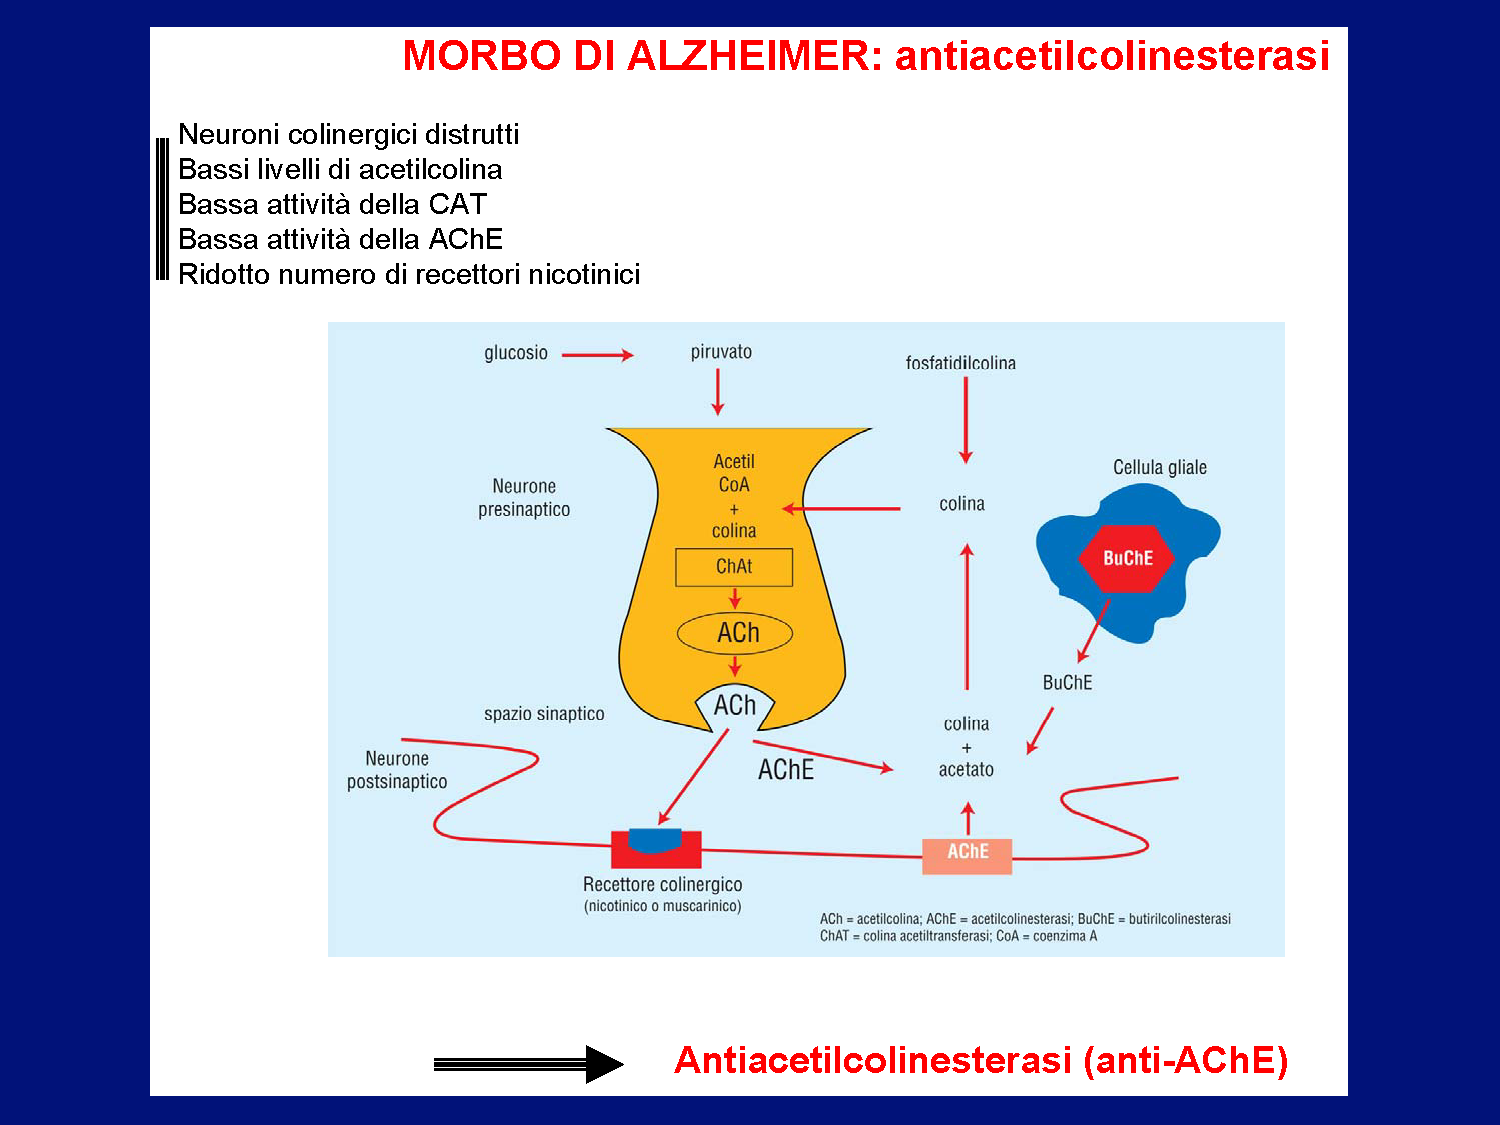 MORBO DI ALZHEIMER: antiacetilcolinesterasi
Neuroni colinergici distrutti
Bassi livelli di acetilcolina
Bassa attività della CAT
Bassa attività della AChE
Ridotto numero di recettori nicotinici
glucosio
piruvato
fosfatidilcolina
Acetil
CoA
+
colina
Neurone
presinaptico
colina
Cellula gliale
BuChE
ChAt
ACh
ACh
BuChE
spazio sinaptico
colina
+
acetato
Neurone
postsinaptico
AChE
AChE
Recettore colinergico
(nicotinico o muscarinico)
ACh = acetilcolina; AChE = acetilcolinesterasi; BuChE = butirilcolinesterasi
ChAT = colina acetiltransferasi; CoA = coenzima A
Antiacetilcolinesterasi (anti-AChE)